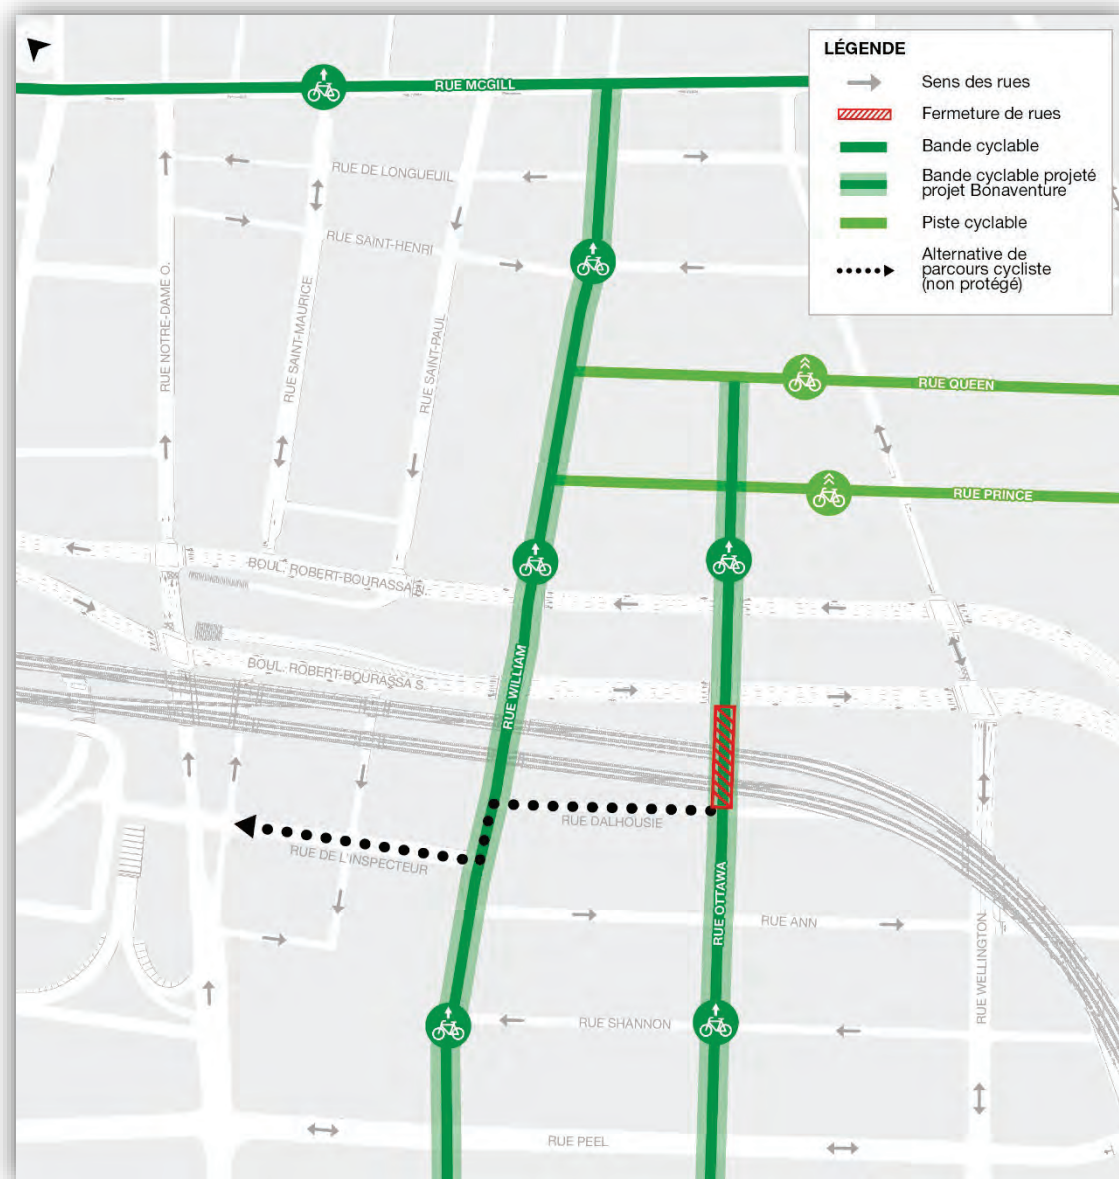 LÉGENDE
Sens des rues
Fermeture de rues
Bande cyclable
Bande cyclable projeté
projet Bonaventure
Piste cyclable
Alternative de
parcours cycliste
(non protégé)
RUE MCGILL
RUE DE LONGUEUIL
RUE SAINT-HENRI
RUE NOTRE-DAME O.
RUE SAINT-MAURICE
RUE SAINT-PAUL
RUE QUEEN
RUE PRINCE
BOUL. ROBERT-BOURASSA N.
BOUL. ROBERT-BOURASSA S.
RUE WILLIAM
RUE DALHOUSIE
RUE DE L'INSPECTEUR
RUE OTTAWA
RUE ANN
RUE WELLINGTON
RUE SHANNON
RUE PEEL